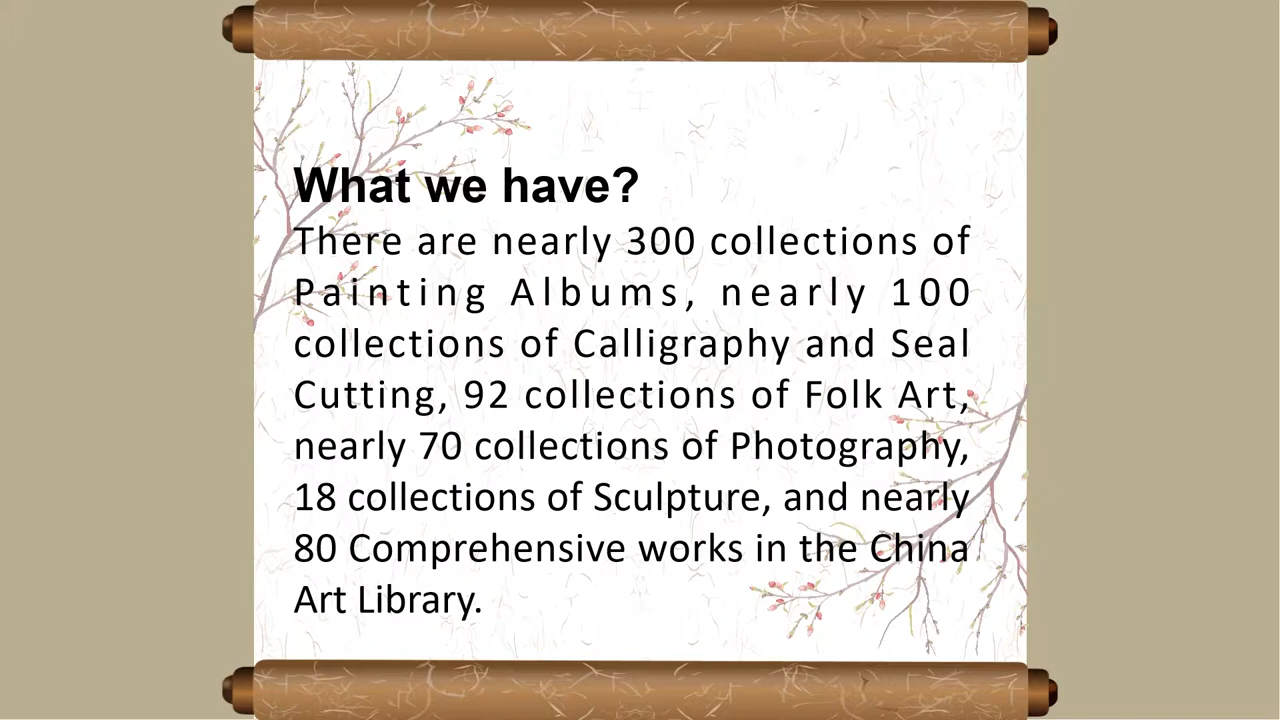 What we have?
There are nearly 300 collections of
Painting Albums, nearly 100
collections of Calligraphy and Seal
Cutting, 92 collections of Folk Art,
nearly 70 collections of Photography,
18 collections of Sculpture, and nearly
80 Comprehensive works in the China
Art Library.